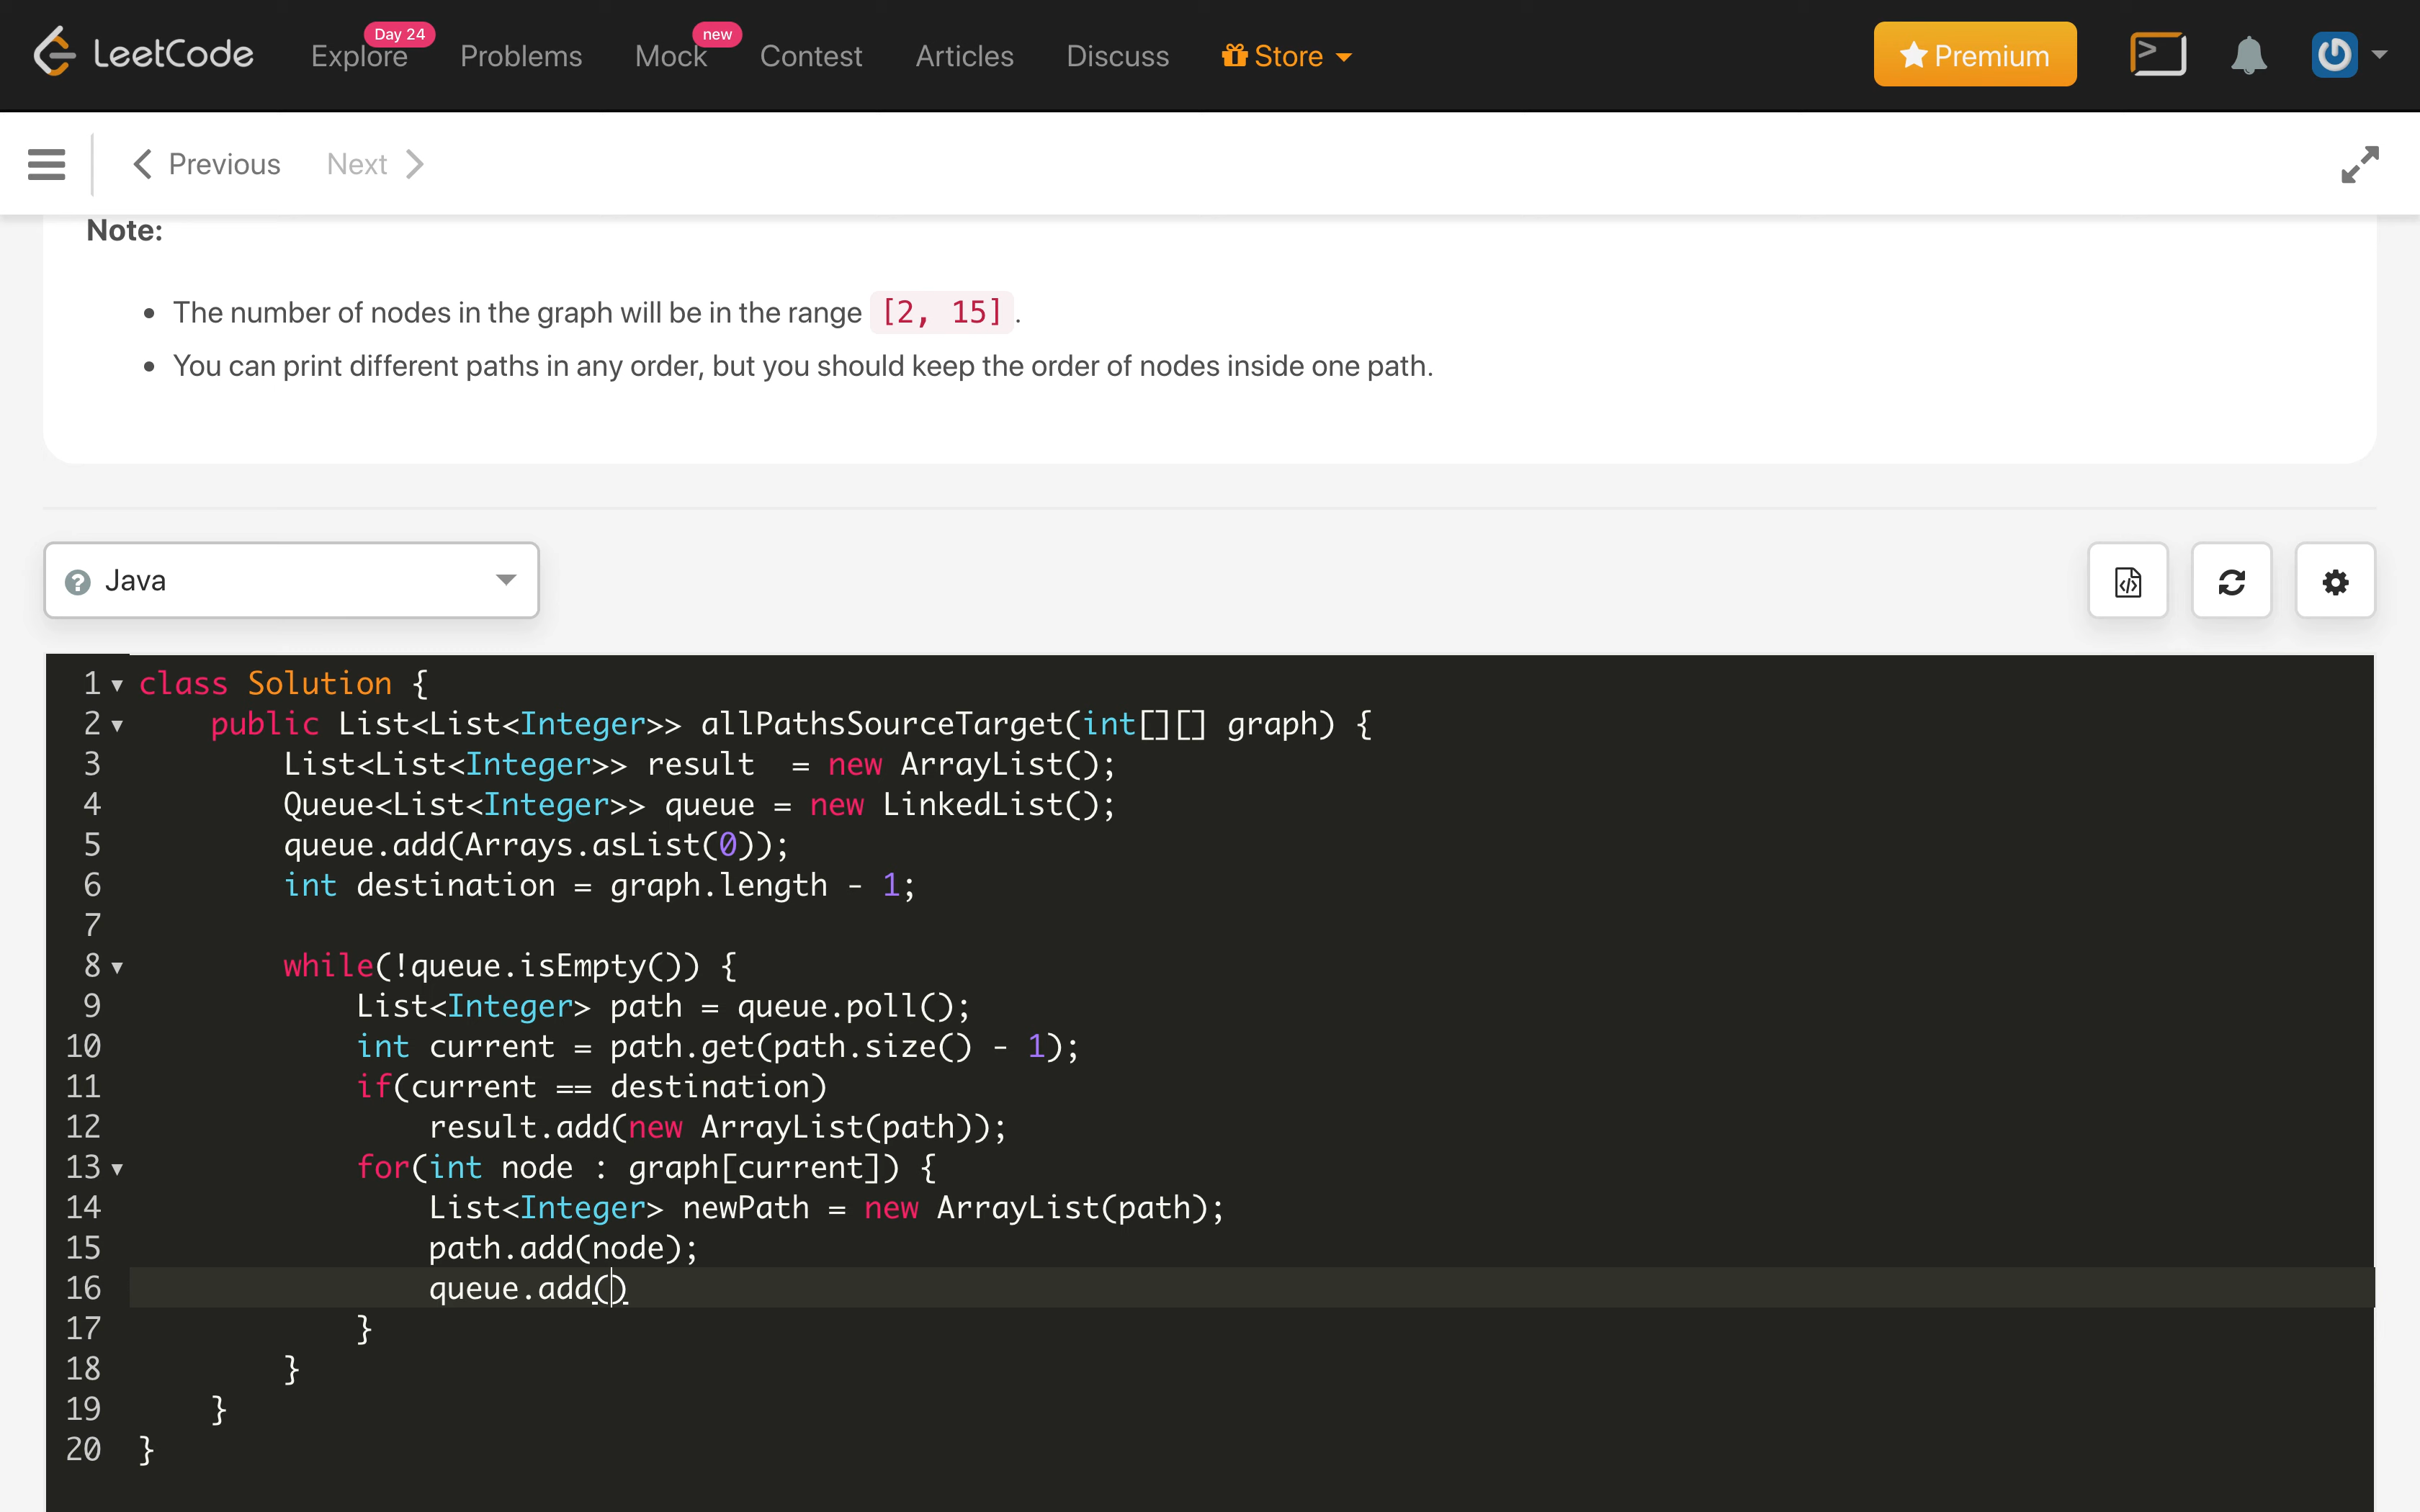 LeetCode
Explore Day 24 Problems Mock new Contest Articles Discuss Store Premium
Previous Next
Note:
• The number of nodes in the graph will be in the range [2, 15].
• You can print different paths in any order, but you should keep the order of nodes inside one path.
Java
1 class Solution {
2     public List<List<Integer>> allPathsSourceTarget(int[][] graph) {
3         List<List<Integer>> result  = new ArrayList();
4         Queue<List<Integer>> queue = new LinkedList();
5         queue.add(Arrays.asList(0));
6         int destination = graph.length - 1;
7
8         while(!queue.isEmpty()) {
9             List<Integer> path = queue.poll();
10             int current = path.get(path.size() - 1);
11             if(current == destination)
12                 result.add(new ArrayList(path));
13             for(int node : graph[current]) {
14                 List<Integer> newPath = new ArrayList(path);
15                 path.add(node);
16                 queue.add()
17             }
18         }
19     }
20 }